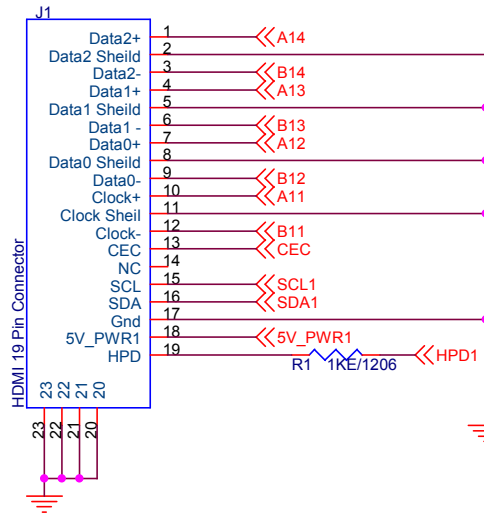 J1
Data2+ 1 A14
Data2 Sheild 2
Data2- 3 B14
Data1+ 4 A13
Data1 Sheild 5
Data1 - 6 B13
Data0+ 7 A12
Data0 Sheild 8
Data0- 9 B12
Clock+ 10 A11
Clock Sheil 11
Clock- 12 B11
CEC 13 CEC
NC 14
SCL 15 SCL1
SDA 16 SDA1
Gnd 17
5V_PWR1 18 5V_PWR1
HPD 19 HPD1
R1 1KE/1206
HDMI 19 Pin Connector
23 22 21 20
23 22 21 20